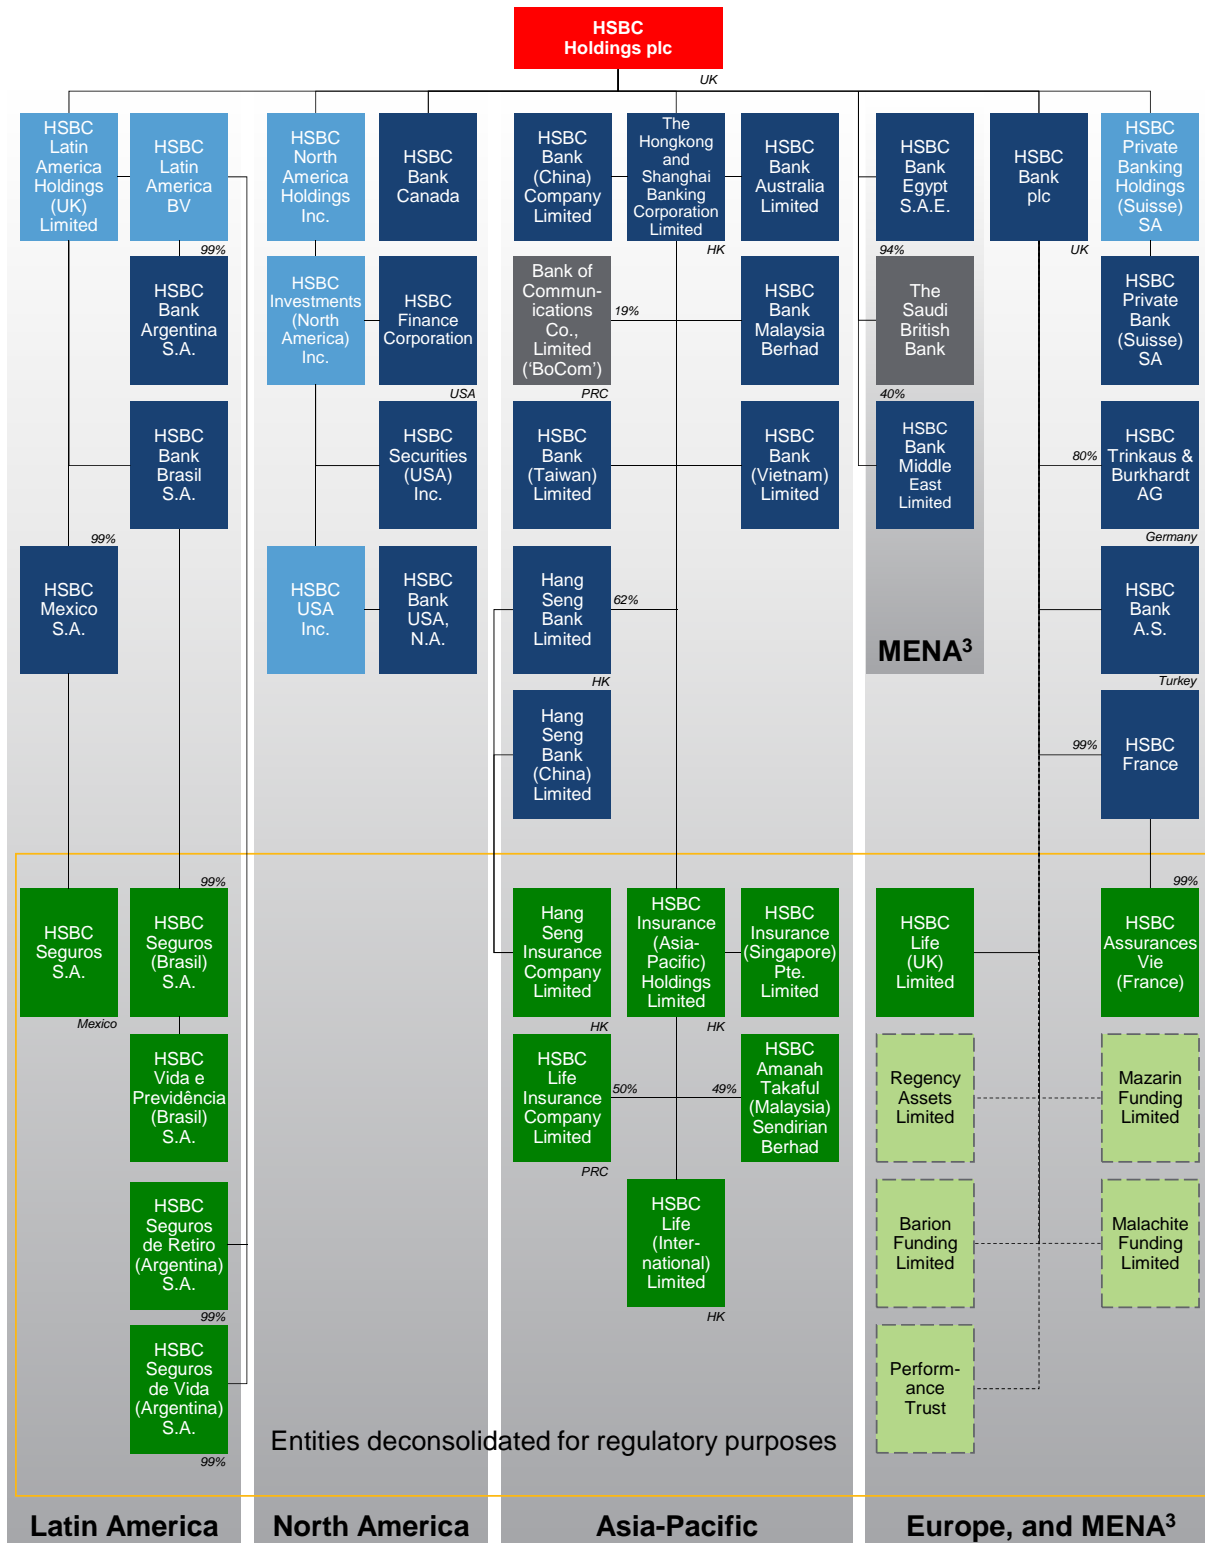 HSBC
Holdings plc
UK
HSBC
Latin
America
Holdings
(UK)
Limited
HSBC
Latin
America
BV
HSBC
North
America
Holdings
Inc.
HSBC
Bank
Canada
HSBC
Bank
(China)
Company
Limited
The
Hongkong
and
Shanghai
Banking
Corporation
Limited
HSBC
Bank
Australia
Limited
HSBC
Bank
Egypt
S.A.E.
HSBC
Bank
plc
HSBC
Private
Banking
Holdings
(Suisse)
SA
99%
HK
94%
UK
HSBC
Bank
Argentina
S.A.
HSBC
Investments
(North
America)
Inc.
HSBC
Finance
Corporation
Bank of
Commun-
ications
Co.,
Limited
('BoCom')
19%
HSBC
Bank
Malaysia
Berhad
The
Saudi
British
Bank
HSBC
Private
Bank
(Suisse)
SA
USA
PRC
40%
HSBC
Bank
Brasil
S.A.
HSBC
Securities
(USA)
Inc.
HSBC
Bank
(Taiwan)
Limited
HSBC
Bank
(Vietnam)
Limited
HSBC
Bank
Middle
East
Limited
80%
HSBC
Trinkaus &
Burkhardt
AG
99%
Germany
HSBC
Mexico
S.A.
HSBC
USA
Inc.
HSBC
Bank
USA,
N.A.
Hang
Seng
Bank
Limited
62%
MENA³
HSBC
Bank
A.S.
HK
Turkey
Hang
Seng
Bank
(China)
Limited
99%
HSBC
France
99%
99%
HSBC
Seguros
S.A.
HSBC
Seguros
(Brasil)
S.A.
Hang
Seng
Insurance
Company
Limited
HSBC
Insurance
(Asia-
Pacific)
Holdings
Limited
HSBC
Insurance
(Singapore)
Pte.
Limited
HSBC
Life
(UK)
Limited
HSBC
Assurances
Vie
(France)
Mexico
HK
HK
HSBC
Vida e
Previdência
(Brasil)
S.A.
HSBC
Life
Insurance
Company
Limited
50%
49%
HSBC
Amanah
Takaful
(Malaysia)
Sendirian
Berhad
Regency
Assets
Limited
Mazarin
Funding
Limited
PRC
HSBC
Seguros
de Retiro
(Argentina)
S.A.
HSBC
Life
(Inter-
national)
Limited
Barion
Funding
Limited
Malachite
Funding
Limited
99%
HK
HSBC
Seguros
de Vida
(Argentina)
S.A.
Perform-
ance
Trust
99%
Entities deconsolidated for regulatory purposes
Latin America
North America
Asia-Pacific
Europe, and MENA³